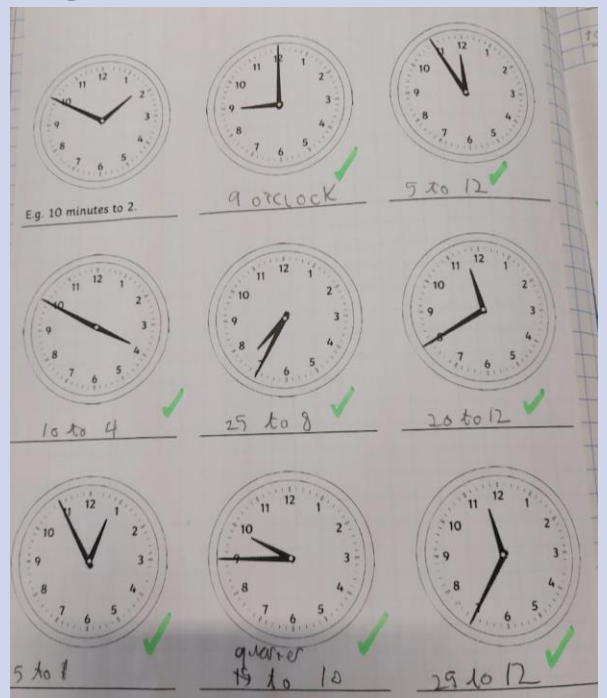 E.g. 10 minutes to 2.
9 o'cLocK
5 to 12
10 to 4
25 to 8
20 to 12
5 to 1
quarter
to 10
25 to 12